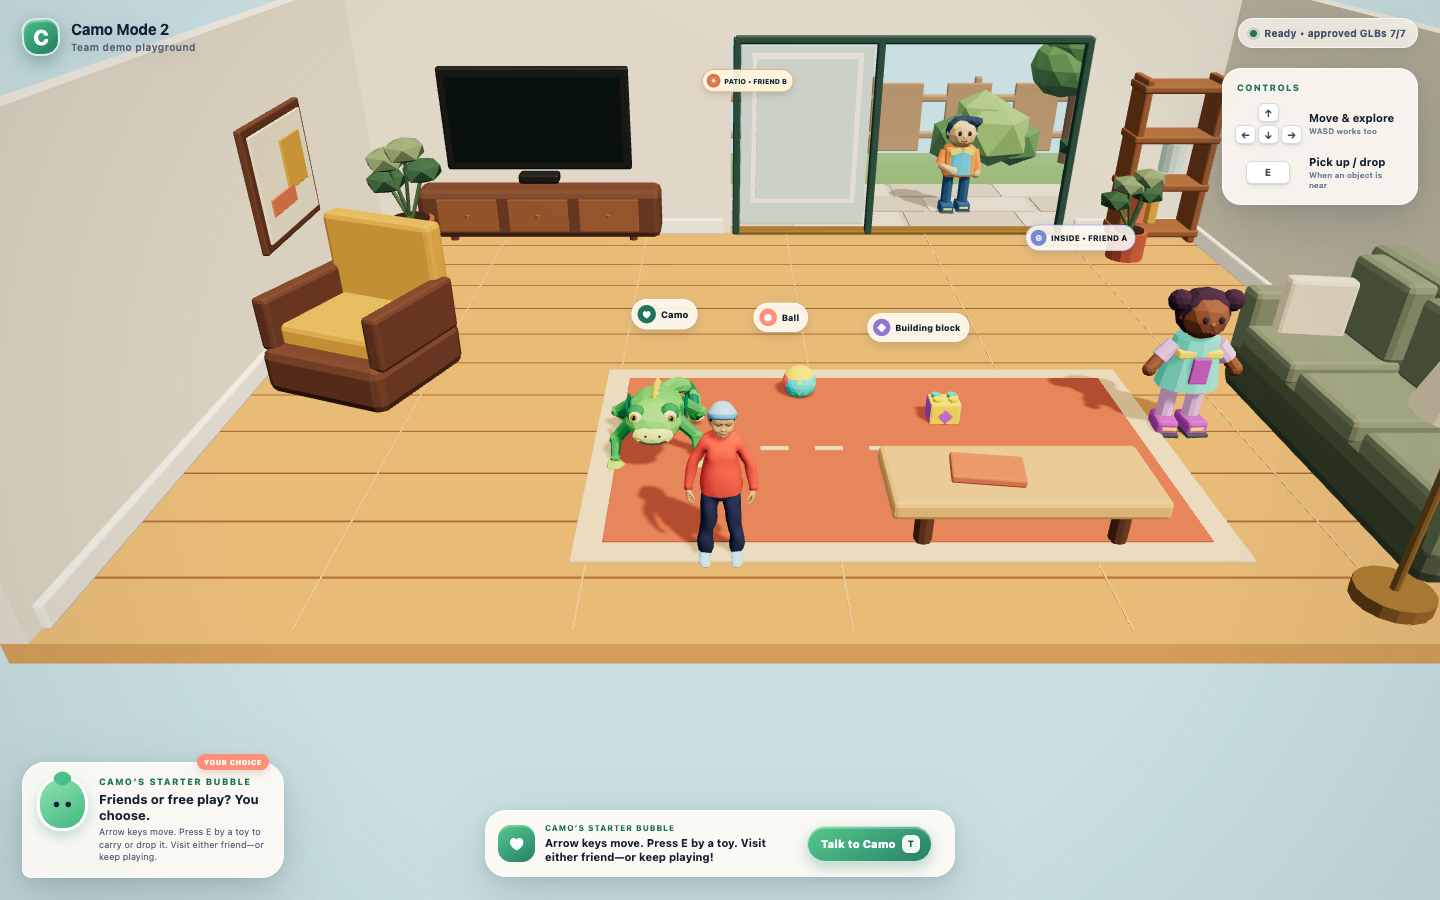 C
Camo Mode 2
Team demo playground
Ready • approved GLBs 7/7
CONTROLS
↑
← ↓ →
Move & explore
WASD works too
E
Pick up / drop
When an object is
near
PATIO • FRIEND B
INSIDE • FRIEND A
Camo
Ball
Building block
YOUR CHOICE
CAMO'S STARTER BUBBLE
Friends or free play? You
choose.
Arrow keys move. Press E by a toy to
carry or drop it. Visit either friend—or
keep playing.
CAMO'S STARTER BUBBLE
Arrow keys move. Press E by a toy. Visit
either friend—or keep playing!
Talk to Camo T